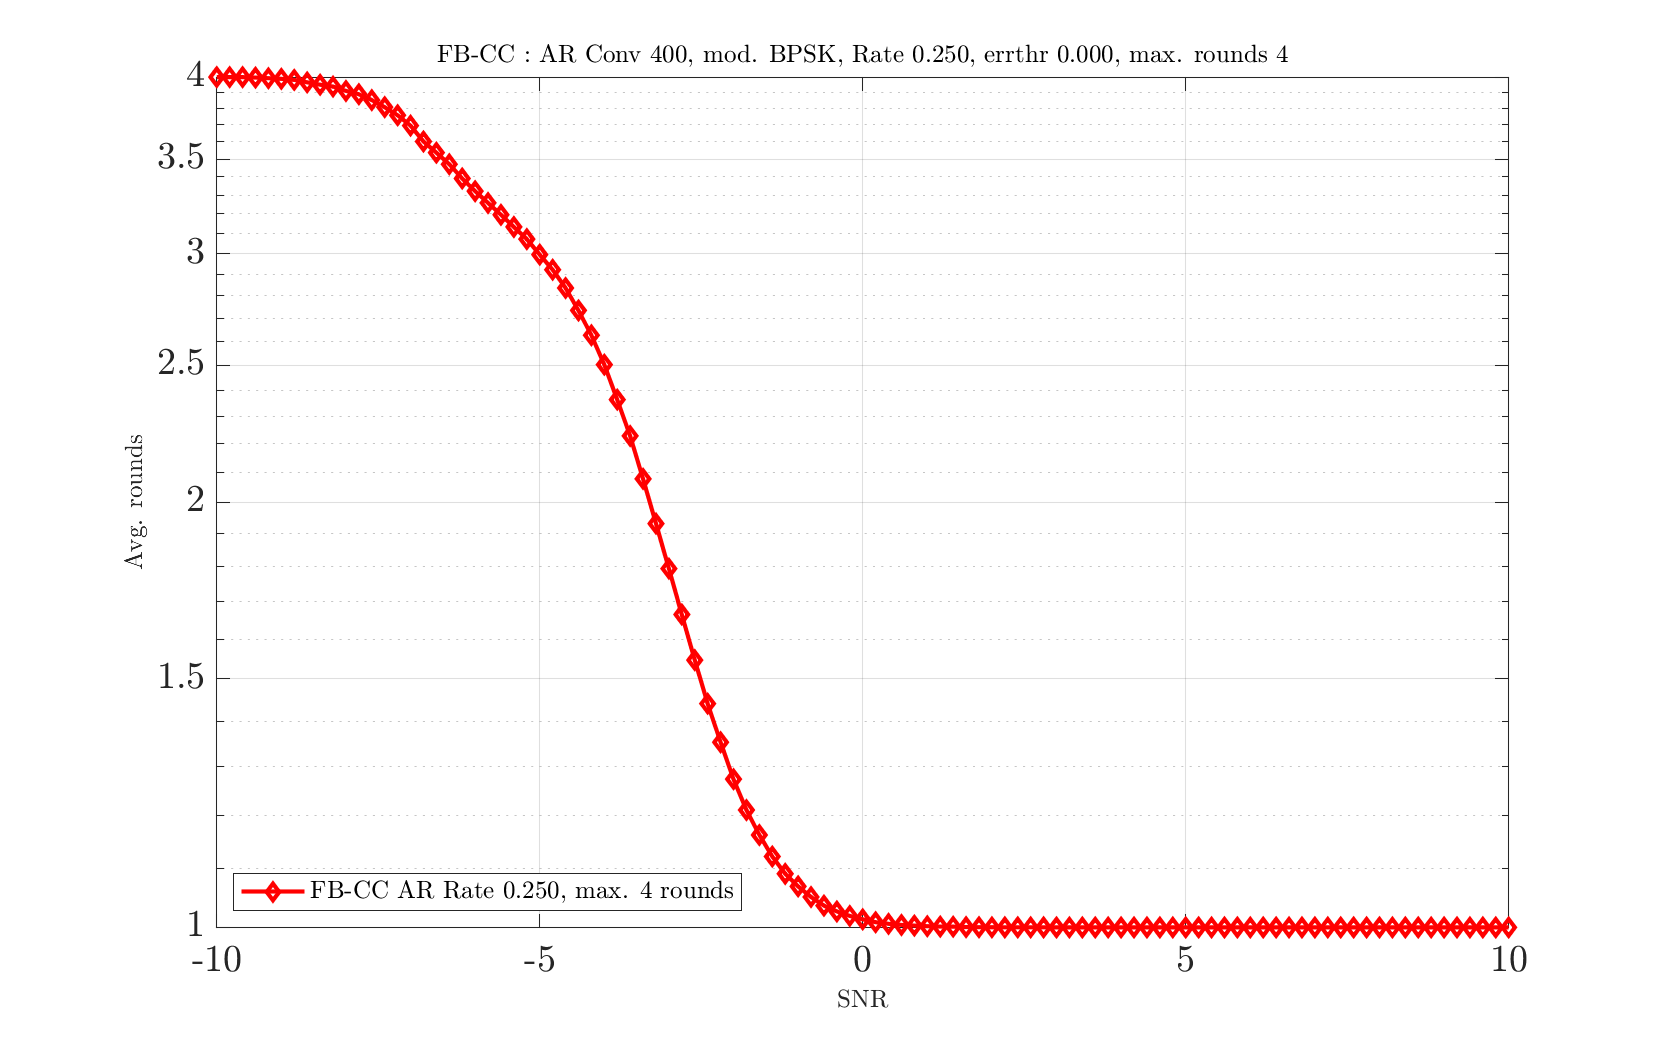 FB-CC : AR Conv 400, mod. BPSK, Rate 0.250, errthr 0.000, max. rounds 4
4
3.5
3
2.5
2
1.5
1
Avg. rounds
FB-CC AR Rate 0.250, max. 4 rounds
-10 -5 0 5 10
SNR